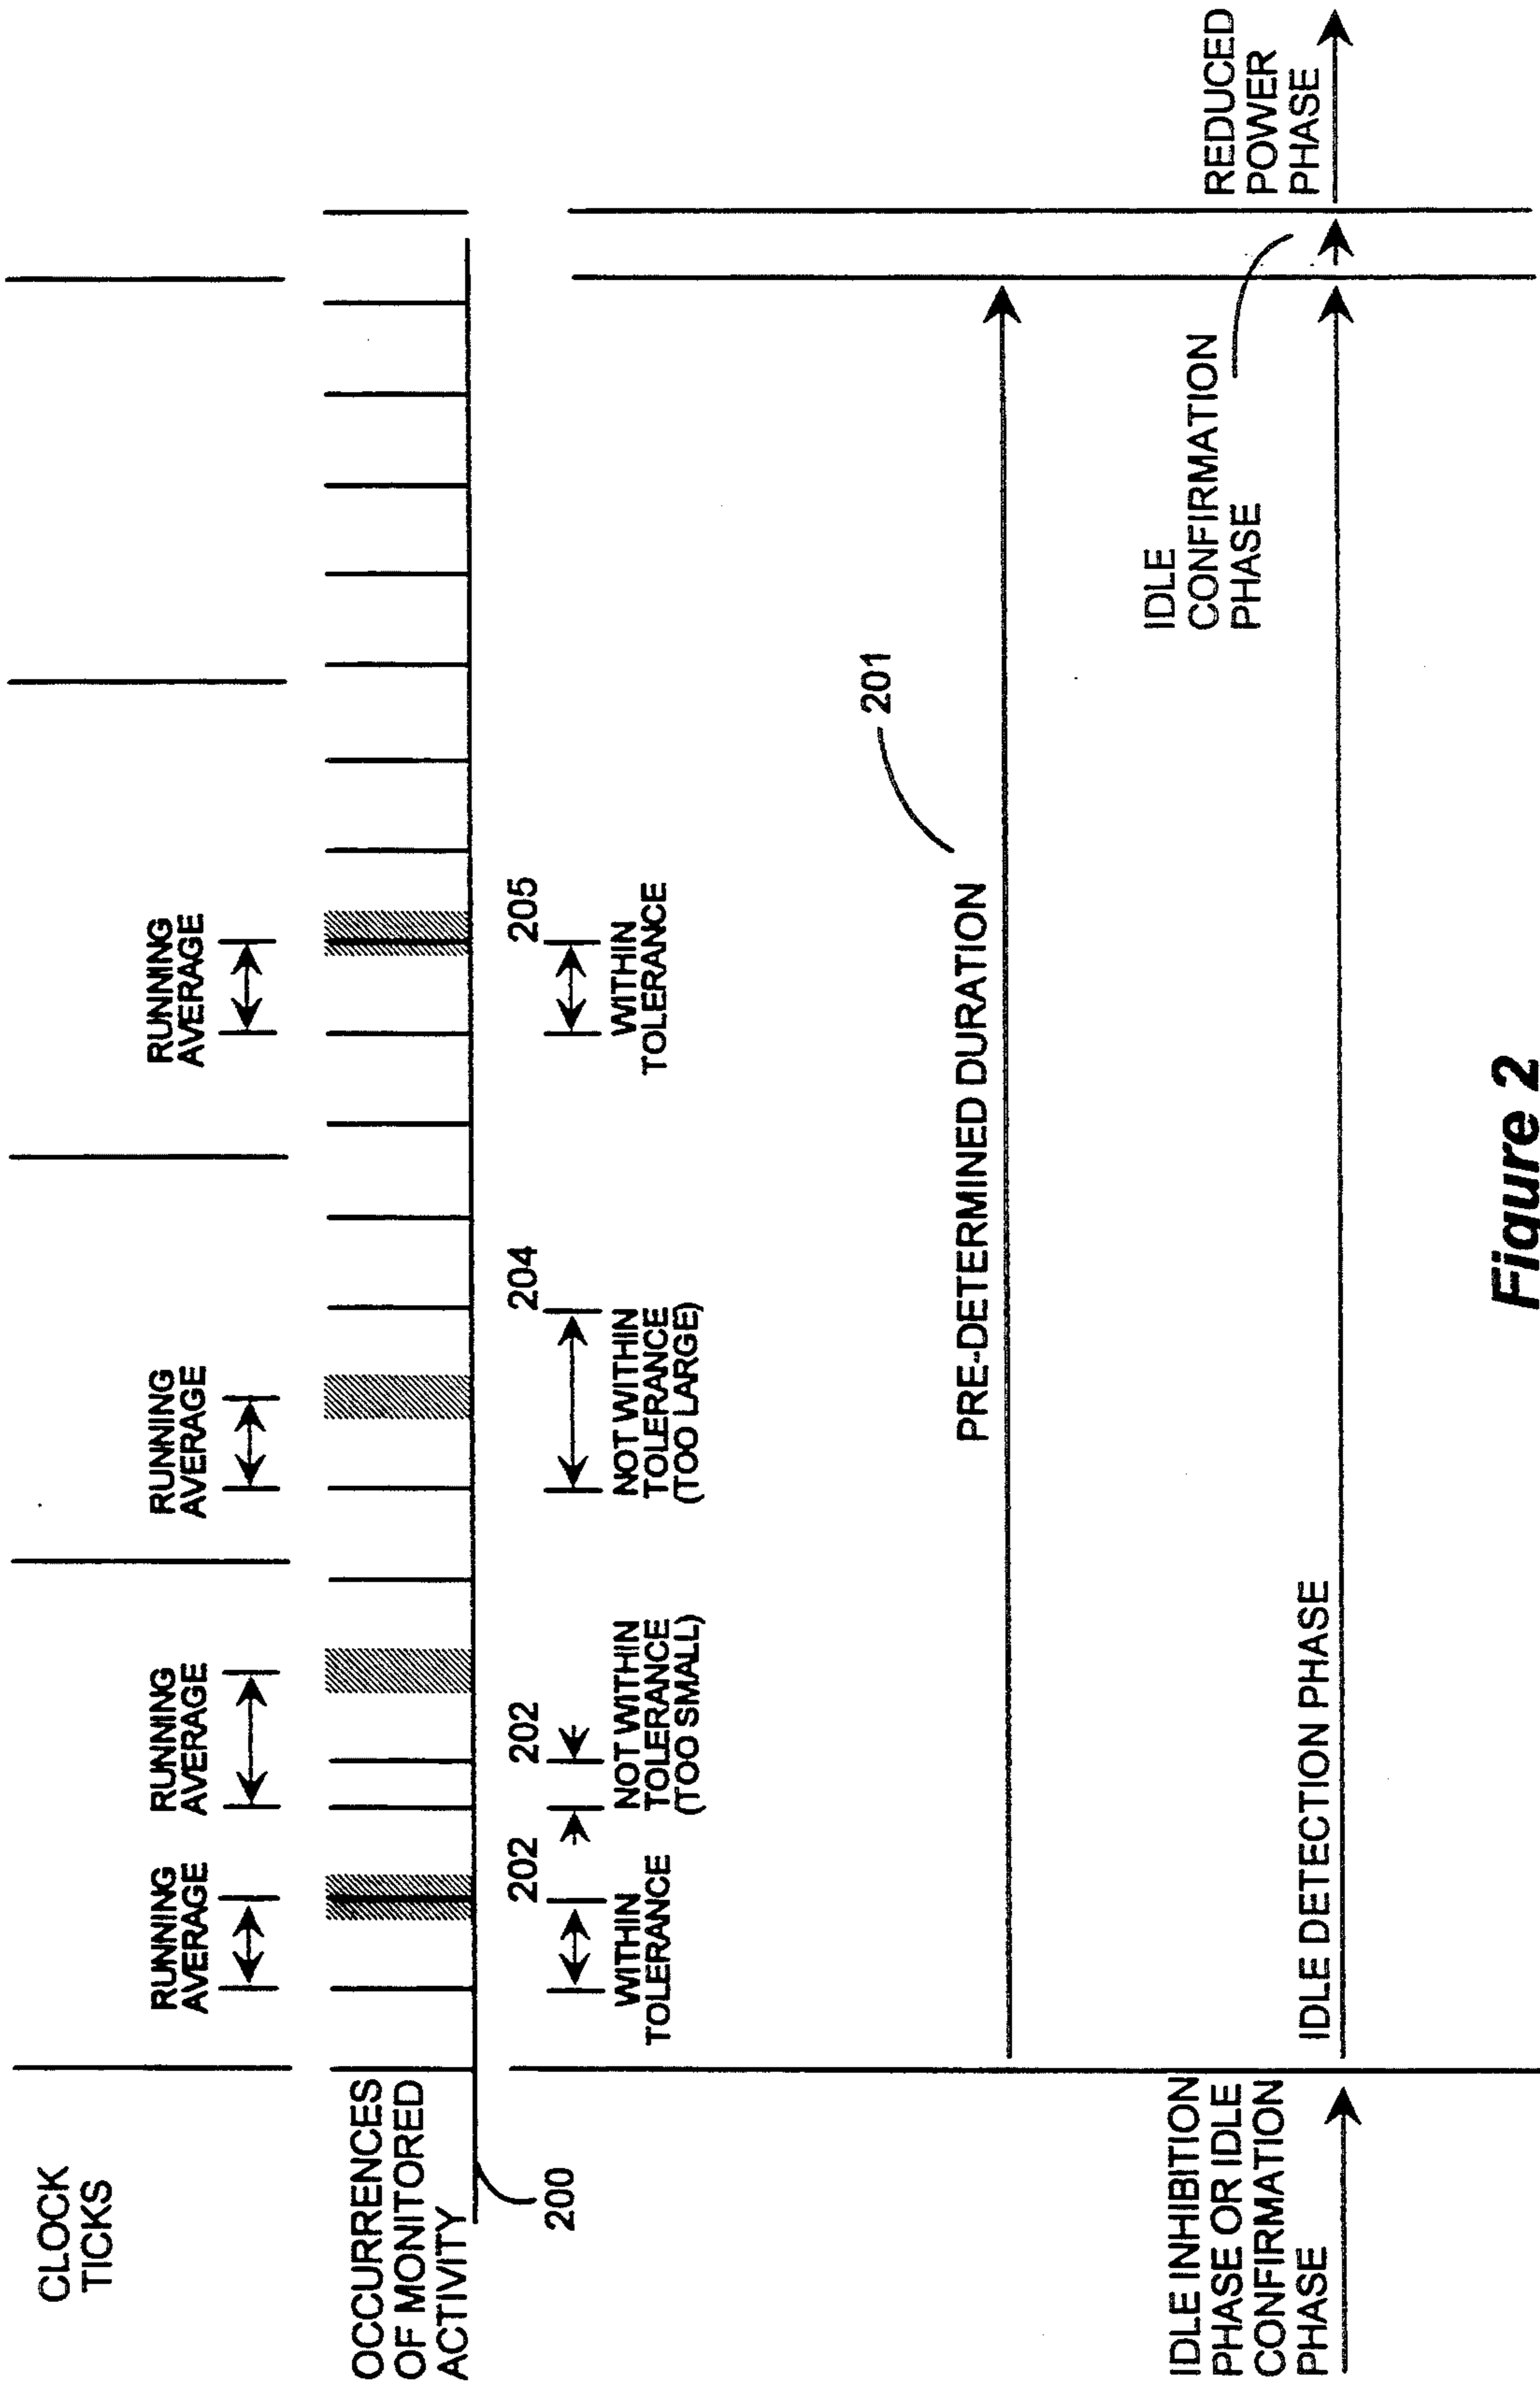 CLOCK
TICKS
RUNNING
AVERAGE
RUNNING
AVERAGE
RUNNING
AVERAGE
RUNNING
AVERAGE
OCCURRENCES
OF MONITORED
ACTIVITY
200
202
202
204
205
WITHIN
TOLERANCE
NOT WITHIN
TOLERANCE
(TOO SMALL)
NOT WITHIN
TOLERANCE
(TOO LARGE)
WITHIN
TOLERANCE
PRE-DETERMINED DURATION
201
IDLE INHIBITION
PHASE OR IDLE
CONFIRMATION
PHASE
IDLE DETECTION PHASE
IDLE
CONFIRMATION
PHASE
REDUCED
POWER
PHASE
Figure 2